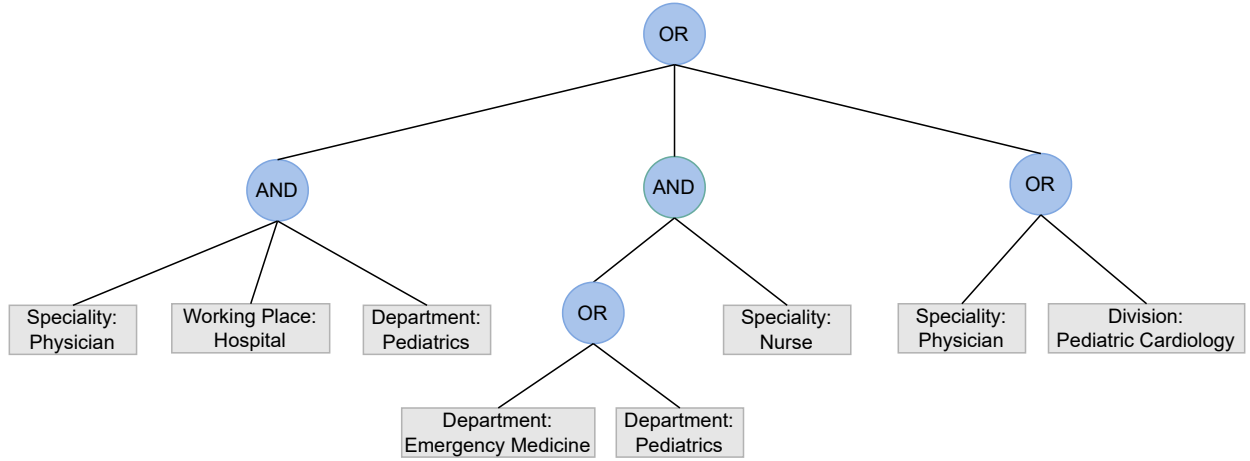 OR
AND
AND
OR
Speciality:
Physician
Working Place:
Hospital
Department:
Pediatrics
OR
Speciality:
Nurse
Speciality:
Physician
Division:
Pediatric Cardiology
Department:
Emergency Medicine
Department:
Pediatrics